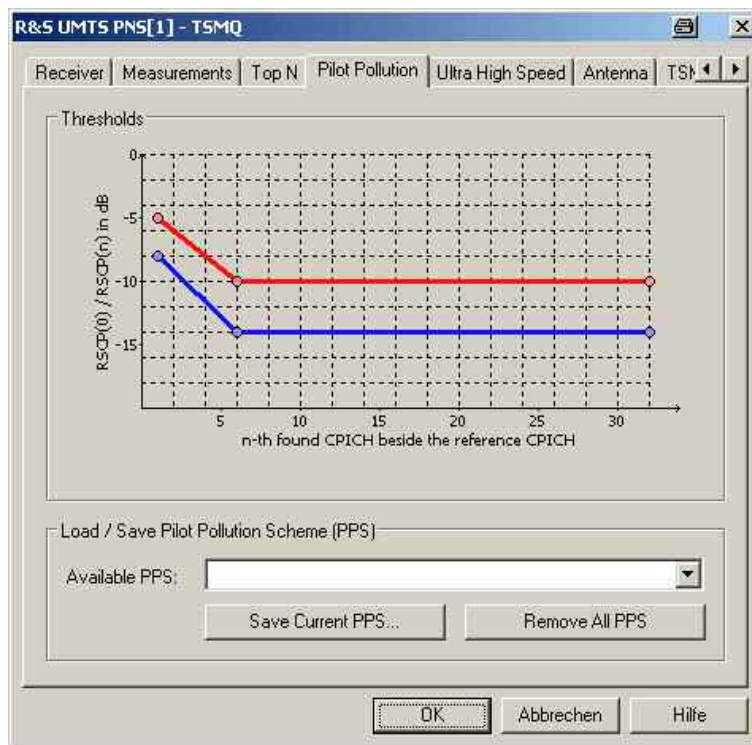 R&S UMTS PNS[1] - TSMQ
Receiver Measurements Top N Pilot Pollution Ultra High Speed Antenna
Thresholds
RSCP(0) / RSCP(n) in dB
0
-5
-10
-15
5 10 15 20 25 30
n-th found CPICH beside the reference CPICH
Load / Save Pilot Pollution Scheme (PPS)
Available PPS:
Save Current PPS... Remove All PPS
OK Abbrechen Hilfe